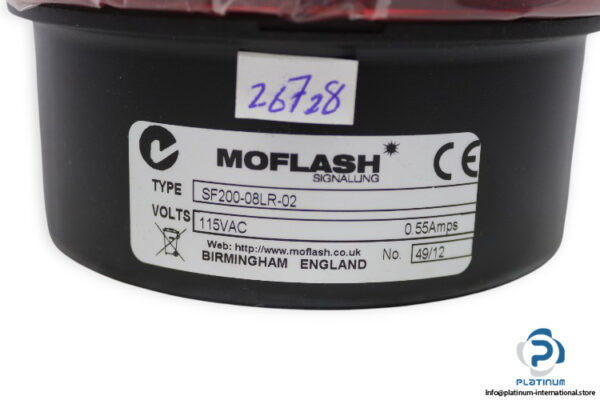 26728
MOFLASH
SIGNALLING
CE
TYPE SF200-08LR-02
VOLTS 115VAC 0.55Amps
Web: http://www.moflash.co.uk
BIRMINGHAM ENGLAND No. 49/12
PLATINUM
Info@platinum-international.store